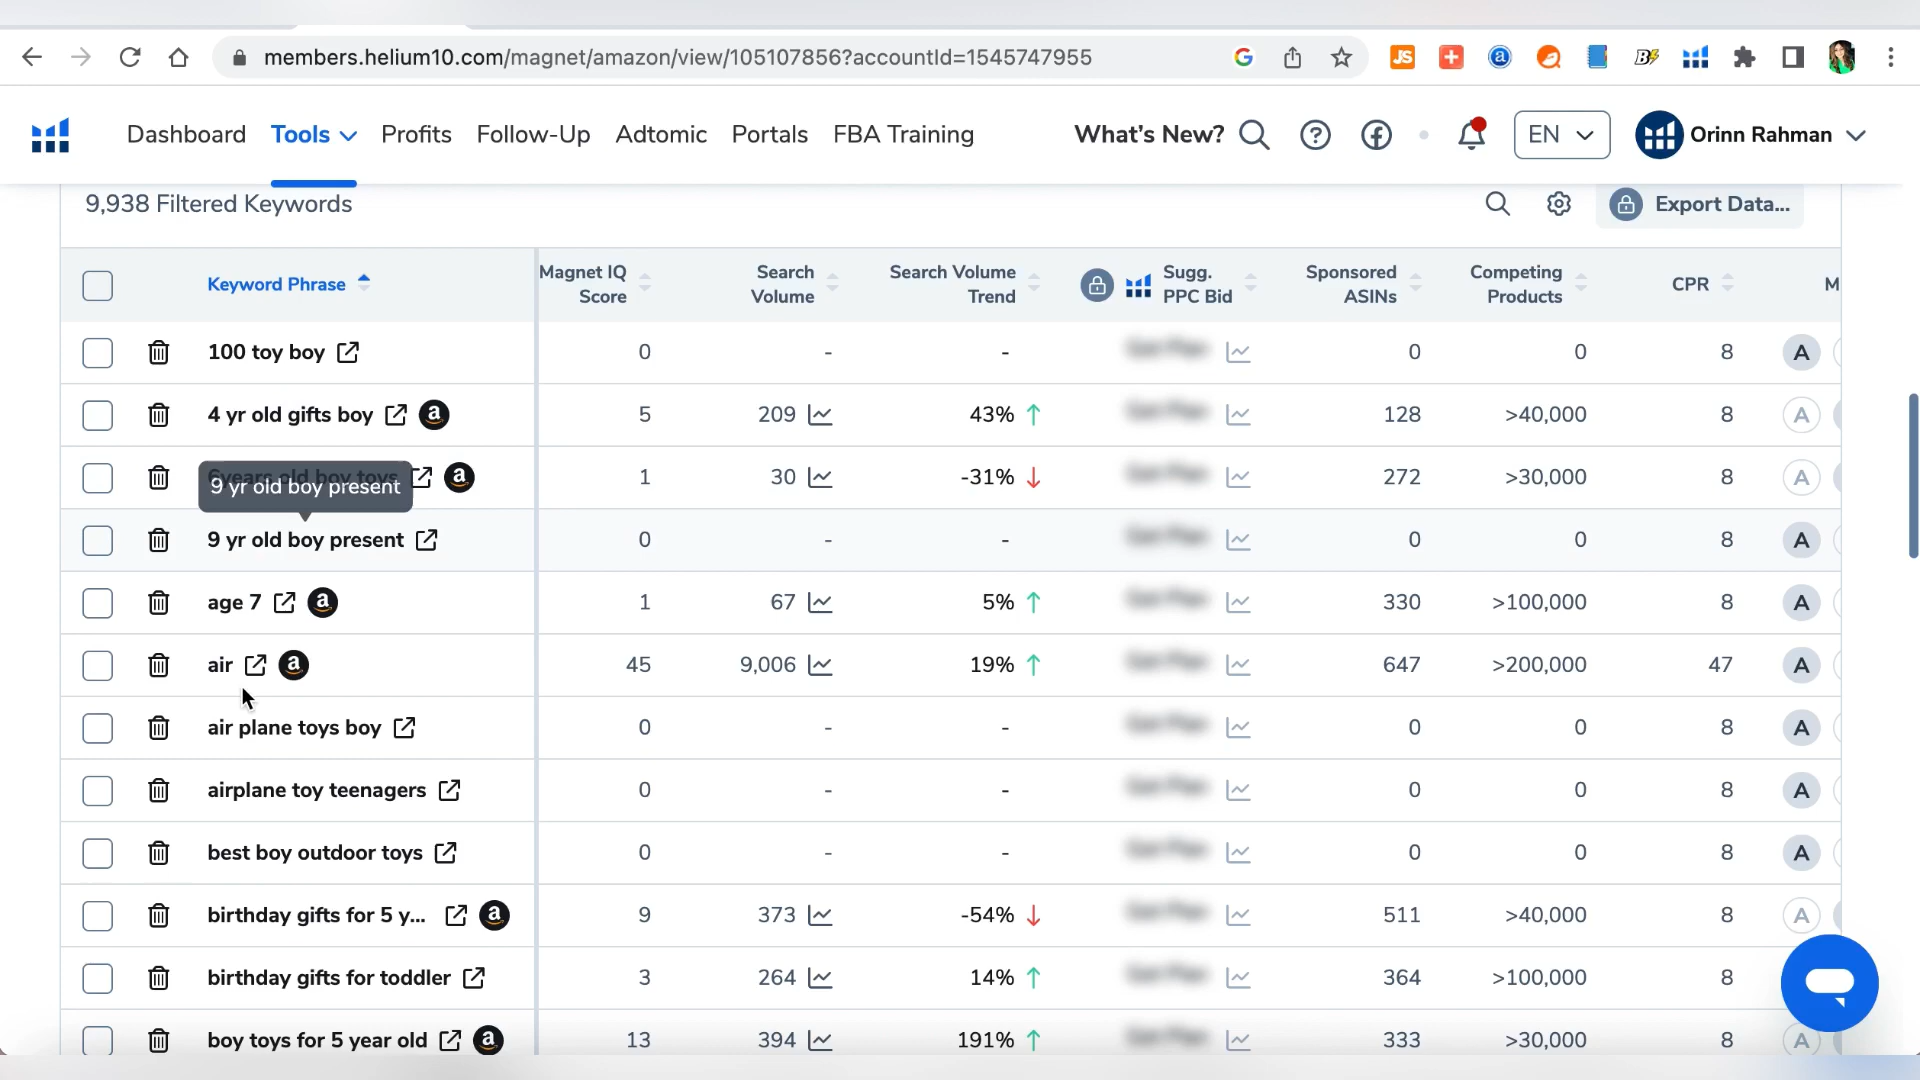 members.helium10.com/magnet/amazon/view/105107856?accountId=1545747955
Dashboard Tools Profits Follow-Up Adtomic Portals FBA Training What's New? EN Orinn Rahman
9,938 Filtered Keywords Export Data...
Keyword Phrase Magnet IQ Score Search Volume Search Volume Trend Sugg. PPC Bid Sponsored ASINs Competing Products CPR M
100 toy boy 0 - - 0 0 8 A
4 yr old gifts boy 5 209 43% 128 >40,000 8 A
6years old boy toys 1 30 -31% 272 >30,000 8 A
9 yr old boy present
9 yr old boy present 0 - - 0 0 8 A
age 7 1 67 5% 330 >100,000 8 A
air 45 9,006 19% 647 >200,000 47 A
air plane toys boy 0 - - 0 0 8 A
airplane toy teenagers 0 - - 0 0 8 A
best boy outdoor toys 0 - - 0 0 8 A
birthday gifts for 5 y... 9 373 -54% 511 >40,000 8 A
birthday gifts for toddler 3 264 14% 364 >100,000 8
boy toys for 5 year old 13 394 191% 333 >30,000 8 A